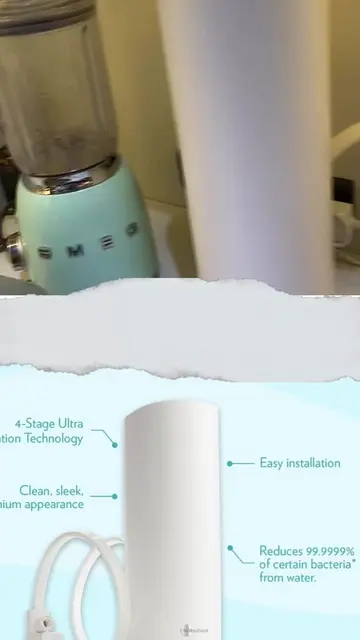 SMEG
4-Stage Ultra
ation Technology
Clean, sleek,
nium appearance
Easy installation
Reduces 99.9999%
of certain bacteria*
from water.